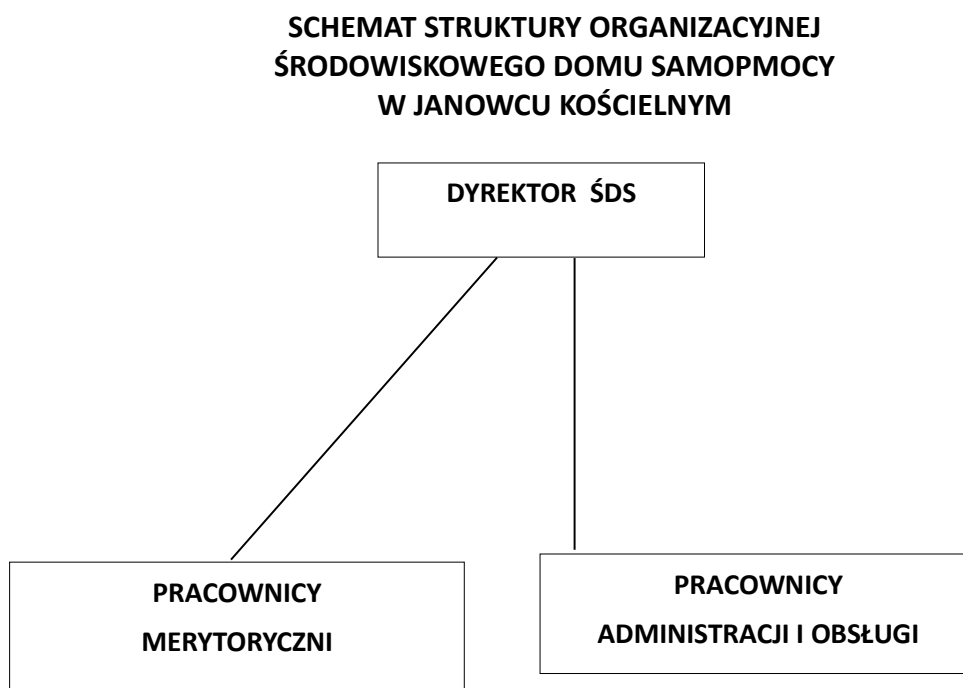 SCHEMAT STRUKTURY ORGANIZACYJNEJ
ŚRODOWISKOWEGO DOMU SAMOPMOCY
W JANOWCU KOŚCIELNYM
DYREKTOR ŚDS
PRACOWNICY
MERYTORYCZNI
PRACOWNICY
ADMINISTRACJI I OBSŁUGI